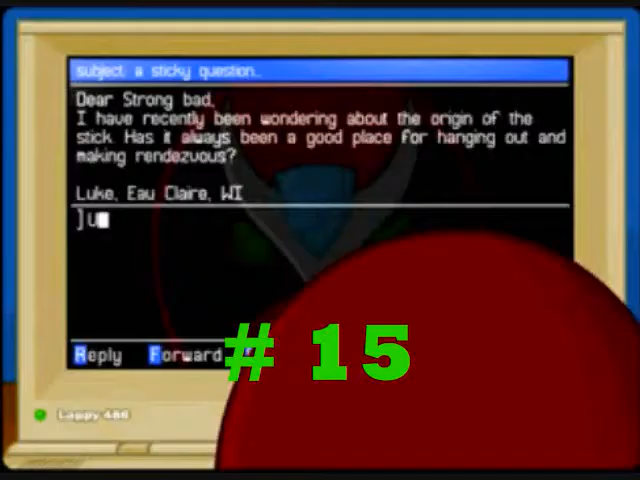 subject: a sticky question...
Dear Strong bad,
I have recently been wondering about the origin of the
stick. Has it always been a good place for hanging out and
making rendezvous?
Luke, Eau Claire, WI
]U
Reply Forward
# 15
Lappy 486